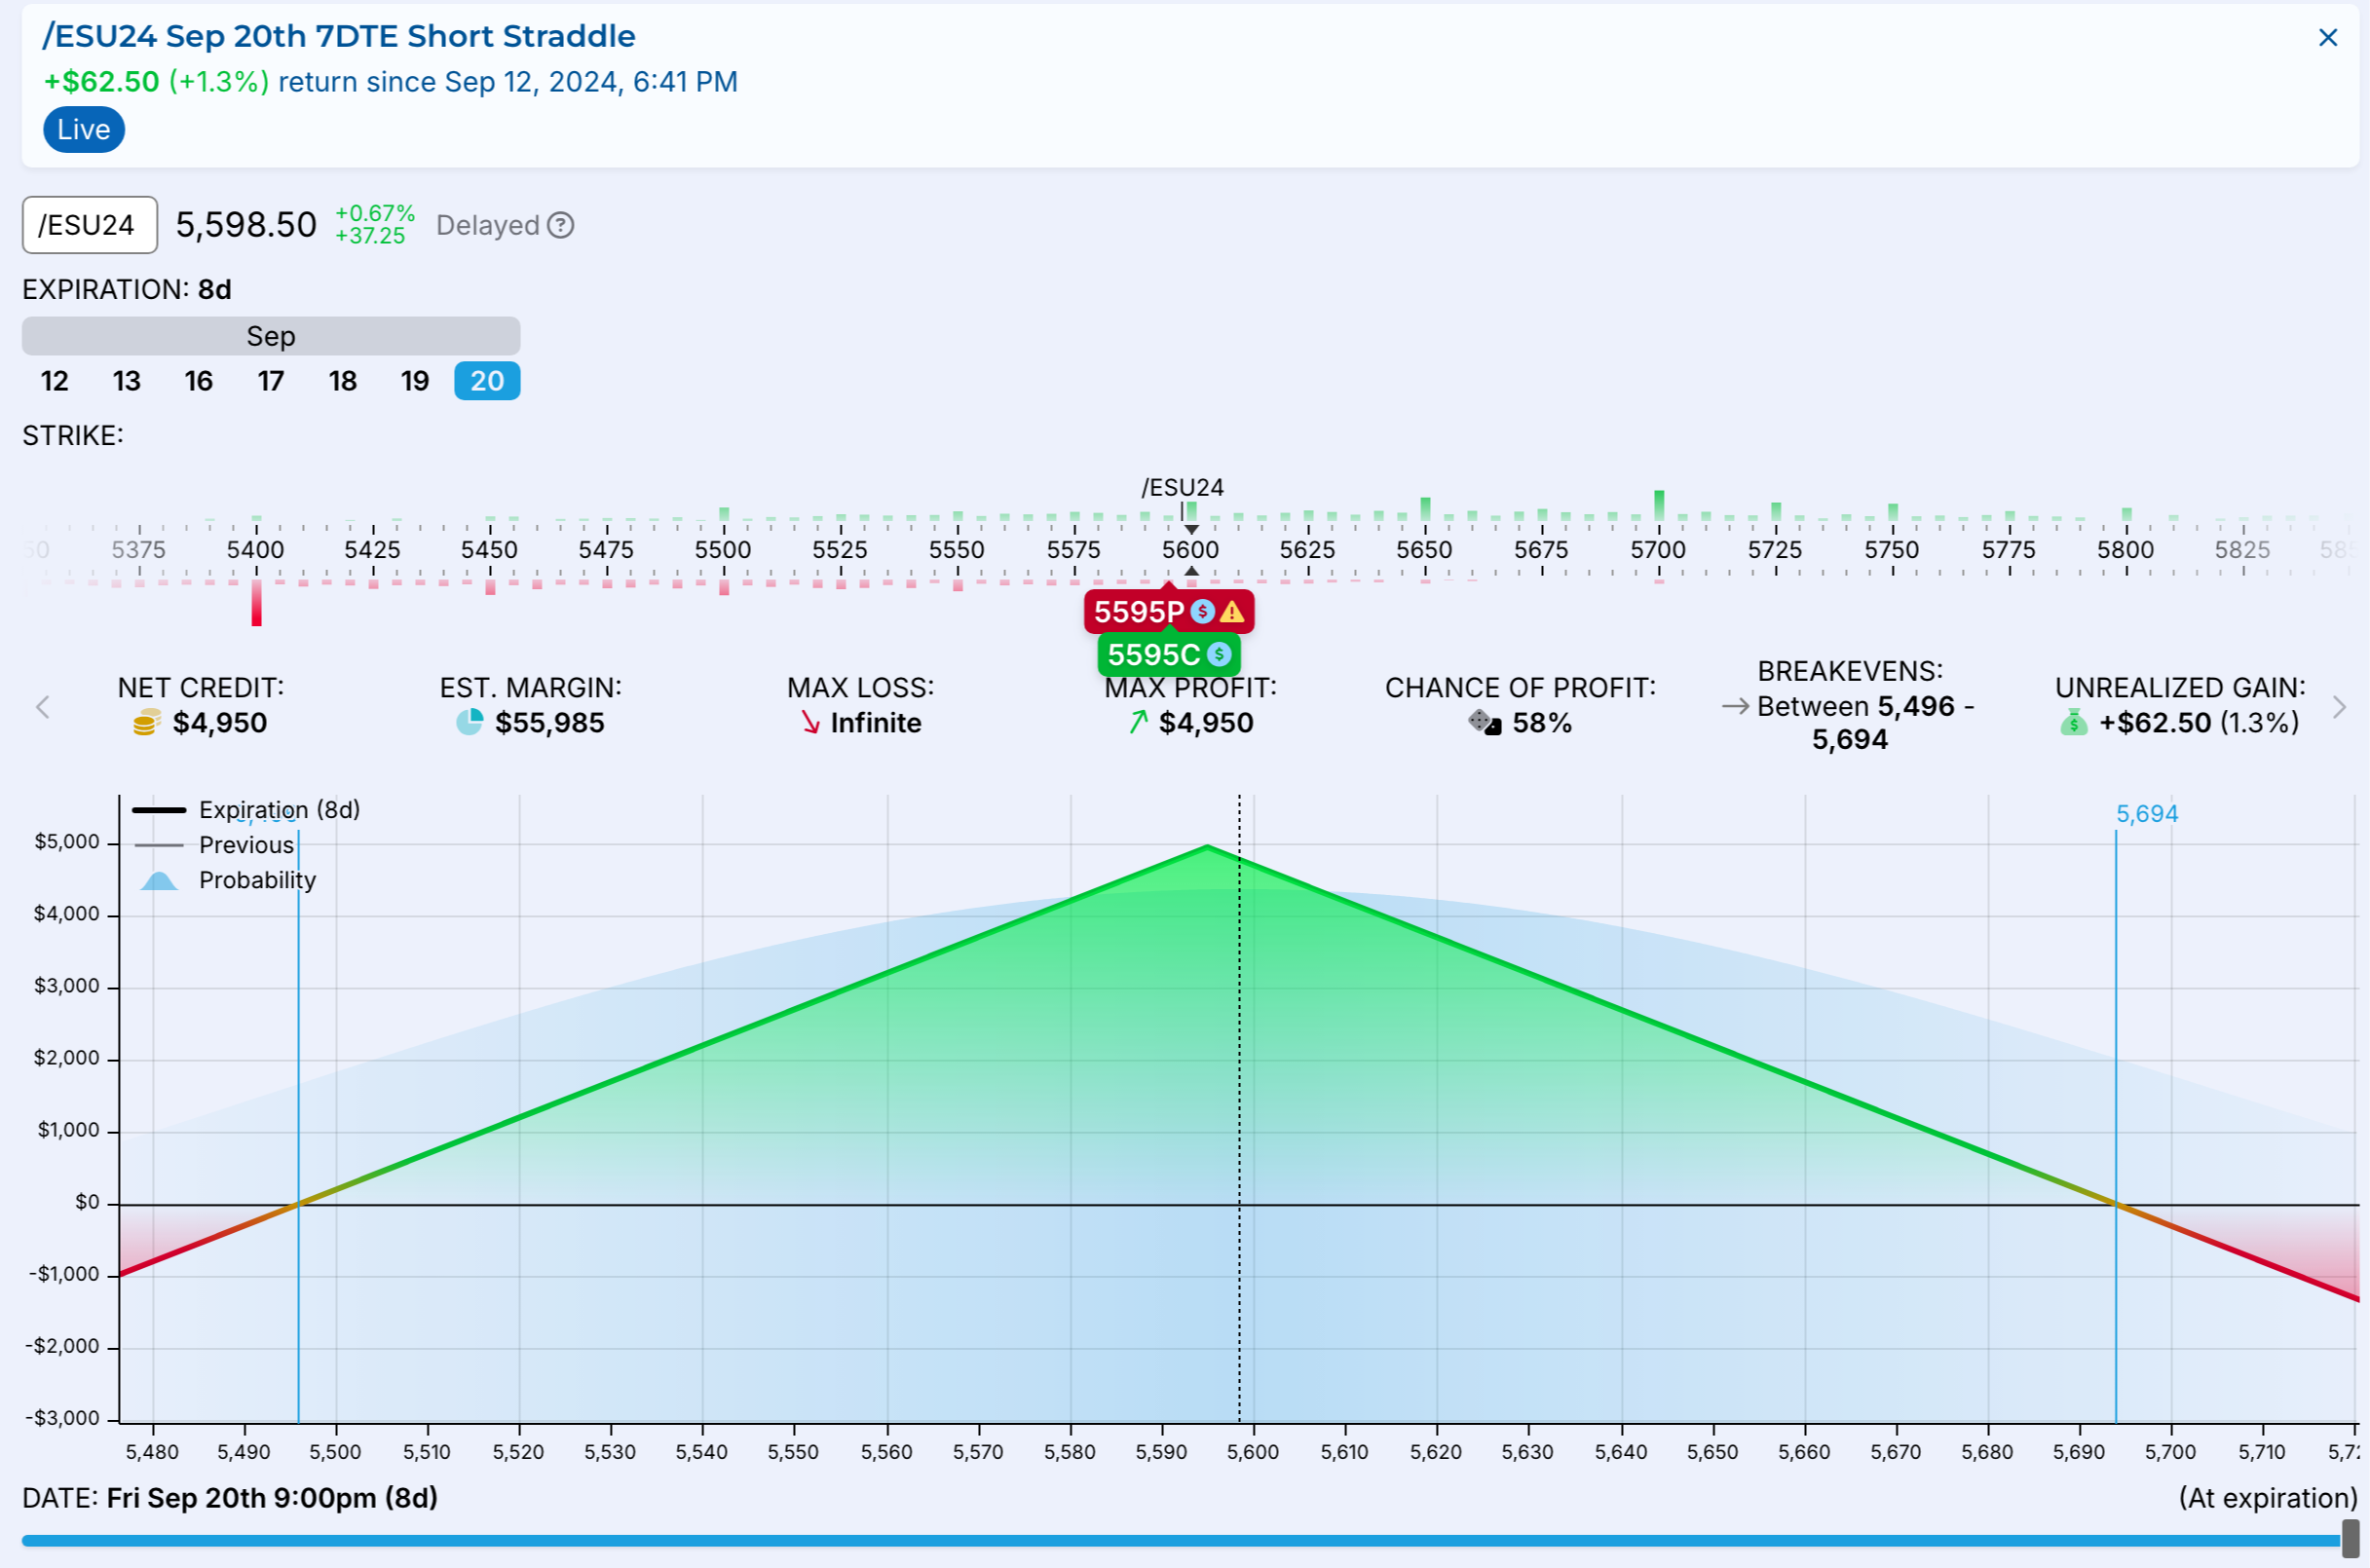 /ESU24 Sep 20th 7DTE Short Straddle
+$62.50 (+1.3%) return since Sep 12, 2024, 6:41 PM
Live
/ESU24 5,598.50 +0.67% +37.25 Delayed
EXPIRATION: 8d
Sep
12 13 16 17 18 19 20
STRIKE:
/ESU24
5375 5400 5425 5450 5475 5500 5525 5550 5575 5600 5625 5650 5675 5700 5725 5750 5775 5800 5825
5595P
5595C
NET CREDIT:
$4,950
EST. MARGIN:
$55,985
MAX LOSS:
Infinite
MAX PROFIT:
$4,950
CHANCE OF PROFIT:
58%
BREAKEVENS:
Between 5,496 -
5,694
UNREALIZED GAIN:
+$62.50 (1.3%)
Expiration (8d)
Previous
Probability
5,694
$5,000
$4,000
$3,000
$2,000
$1,000
$0
-$1,000
-$2,000
-$3,000
5,480 5,490 5,500 5,510 5,520 5,530 5,540 5,550 5,560 5,570 5,580 5,590 5,600 5,610 5,620 5,630 5,640 5,650 5,660 5,670 5,680 5,690 5,700 5,710
DATE: Fri Sep 20th 9:00pm (8d)
(At expiration)